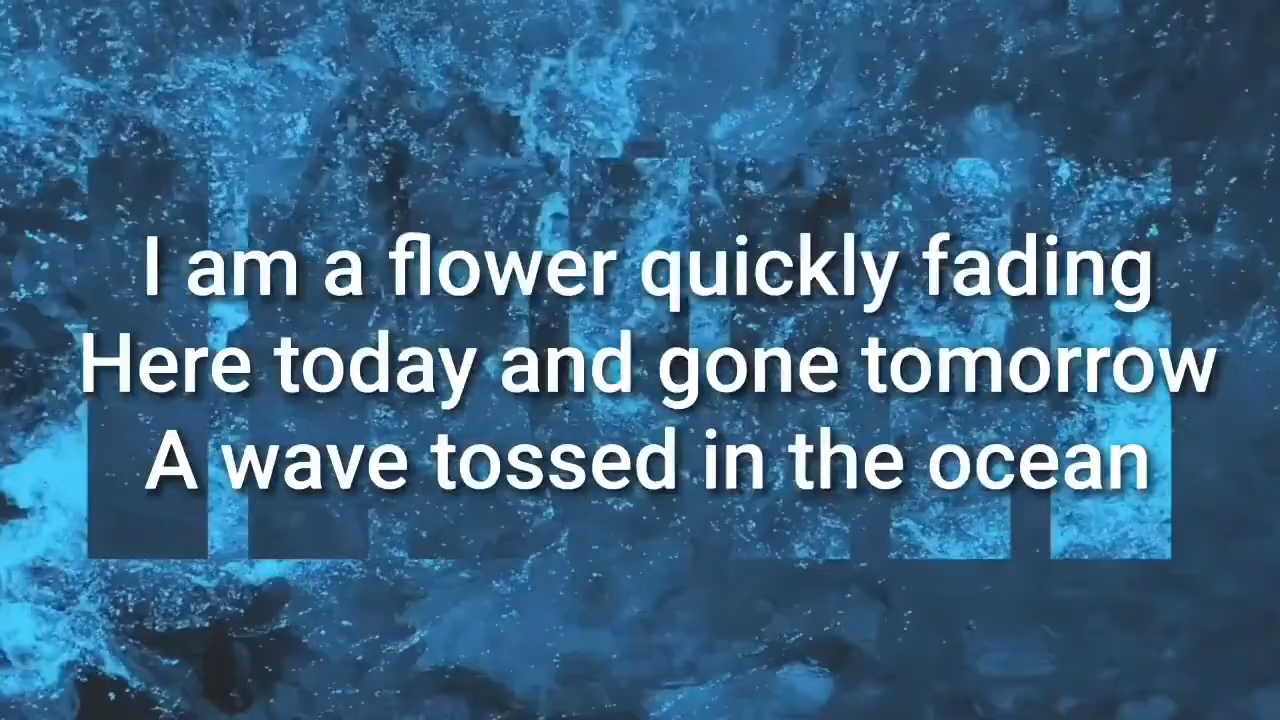 I am a flower quickly fading
Here today and gone tomorrow
A wave tossed in the ocean